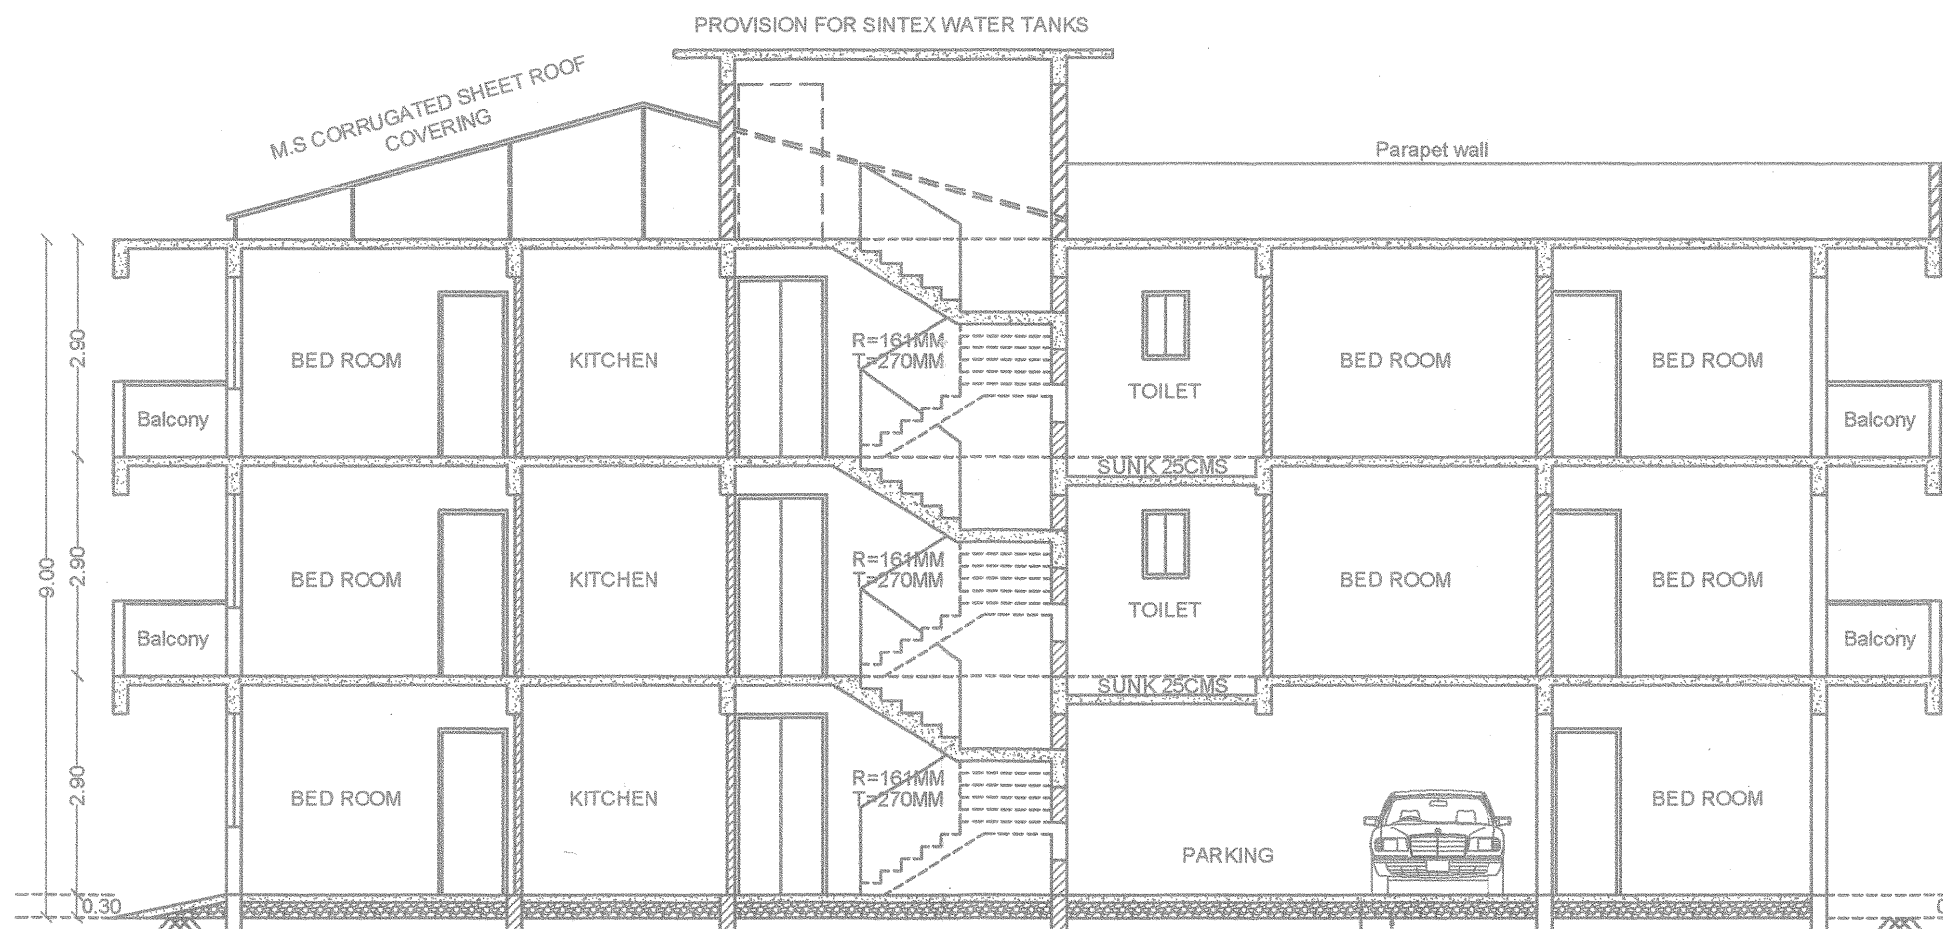 PROVISION FOR SINTEX WATER TANKS
M.S CORRUGATED SHEET ROOF
COVERING
Parapet wall
R=161MM
T=270MM
2.90
BED ROOM
KITCHEN
TOILET
BED ROOM
BED ROOM
Balcony
Balcony
SUNK 25CMS
9.00
2.90
R=161MM
T=270MM
BED ROOM
KITCHEN
TOILET
BED ROOM
BED ROOM
Balcony
Balcony
SUNK 25CMS
2.90
R=161MM
T=270MM
BED ROOM
KITCHEN
BED ROOM
PARKING
0.30